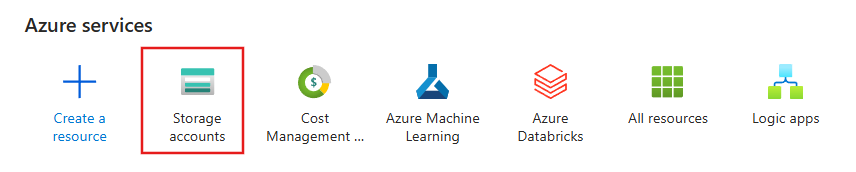 Azure services
Create a
resource
Storage
accounts
$
Cost
Management ...
Azure Machine
Learning
Azure
Databricks
All resources
Logic apps